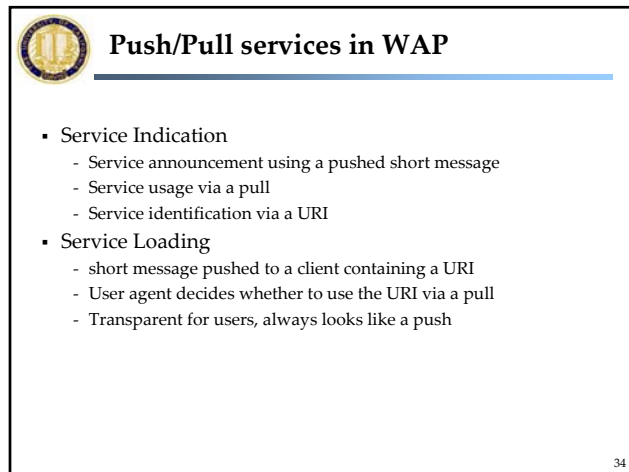 Push/Pull services in WAP
▪ Service Indication
- Service announcement using a pushed short message
- Service usage via a pull
- Service identification via a URI
▪ Service Loading
- short message pushed to a client containing a URI
- User agent decides whether to use the URI via a pull
- Transparent for users, always looks like a push
34